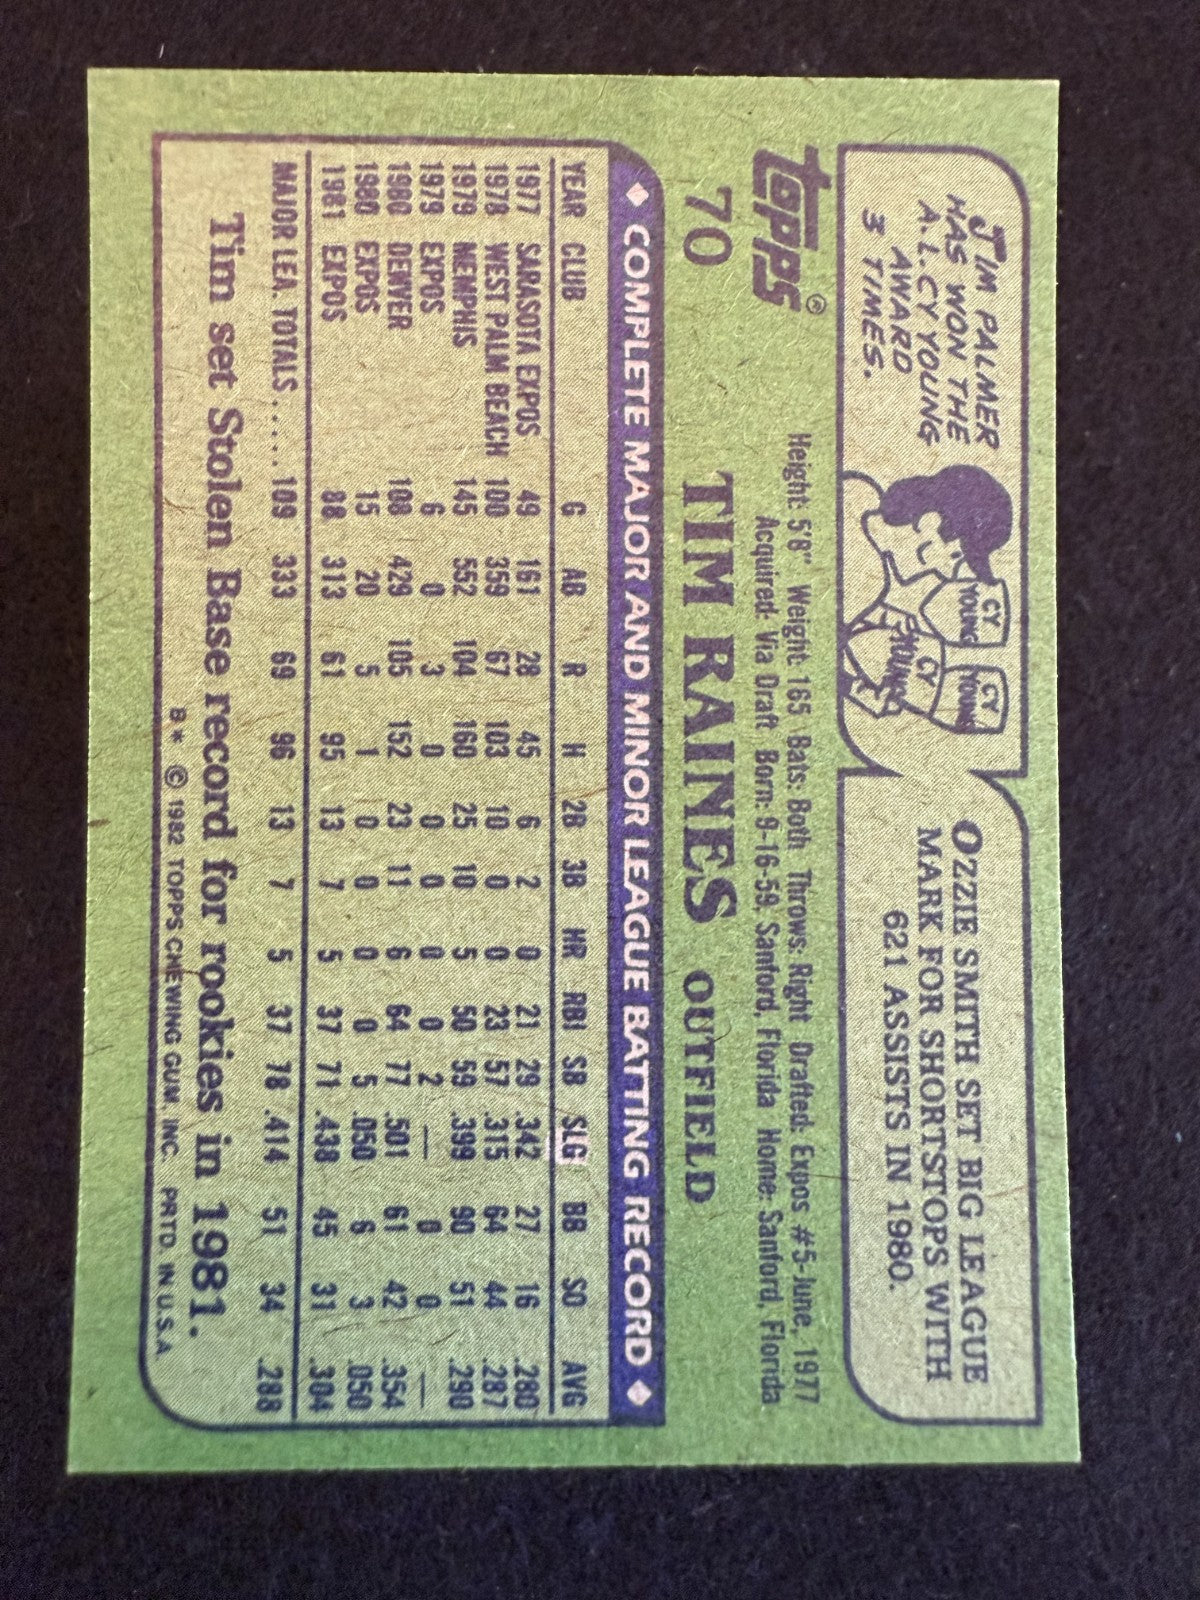 JIM PALMER
HAS WON THE
A.L. CY YOUNG
AWARD
3 TIMES.
CY
YOUNG
CY
YOUNG
CY
YOUNG
OZZIE SMITH SET BIG LEAGUE
MARK FOR SHORTSTOPS WITH
621 ASSISTS IN 1980.
topps®
70
Height: 5'8" Weight: 165 Bats: Both Throws: Right Drafted: Expos #5-June, 1977
Acquired: Via Draft Born: 9-16-59, Sanford, Florida Home: Sanford, Florida
TIM RAINES OUTFIELD
COMPLETE MAJOR AND MINOR LEAGUE BATTING RECORD
YEAR CLUB G AB R H 2B 3B HR RBI SB SLG BB SO AVG
1977 SARASOTA EXPOS 49 161 28 45 6 2 0 21 29 .342 27 16 .280
1978 WEST PALM BEACH 100 359 67 103 10 0 0 23 57 .315 64 44 .287
1979 MEMPHIS 145 552 104 160 25 10 5 50 59 .399 90 51 .290
1979 EXPOS 6 0 3 0 0 0 0 0 2 — 0 0 —
1980 DENVER 108 429 105 152 23 11 6 64 77 .501 61 42 .354
1980 EXPOS 15 20 5 1 0 0 0 0 5 .050 6 3 .050
1981 EXPOS 88 313 61 95 13 7 5 37 71 .438 45 31 .304
MAJOR LEA. TOTALS..... 109 333 69 96 13 7 5 37 78 .414 51 34 .288
Tim set Stolen Base record for rookies in 1981.
B* © 1982 TOPPS CHEWING GUM, INC. PRTD. IN U.S.A.